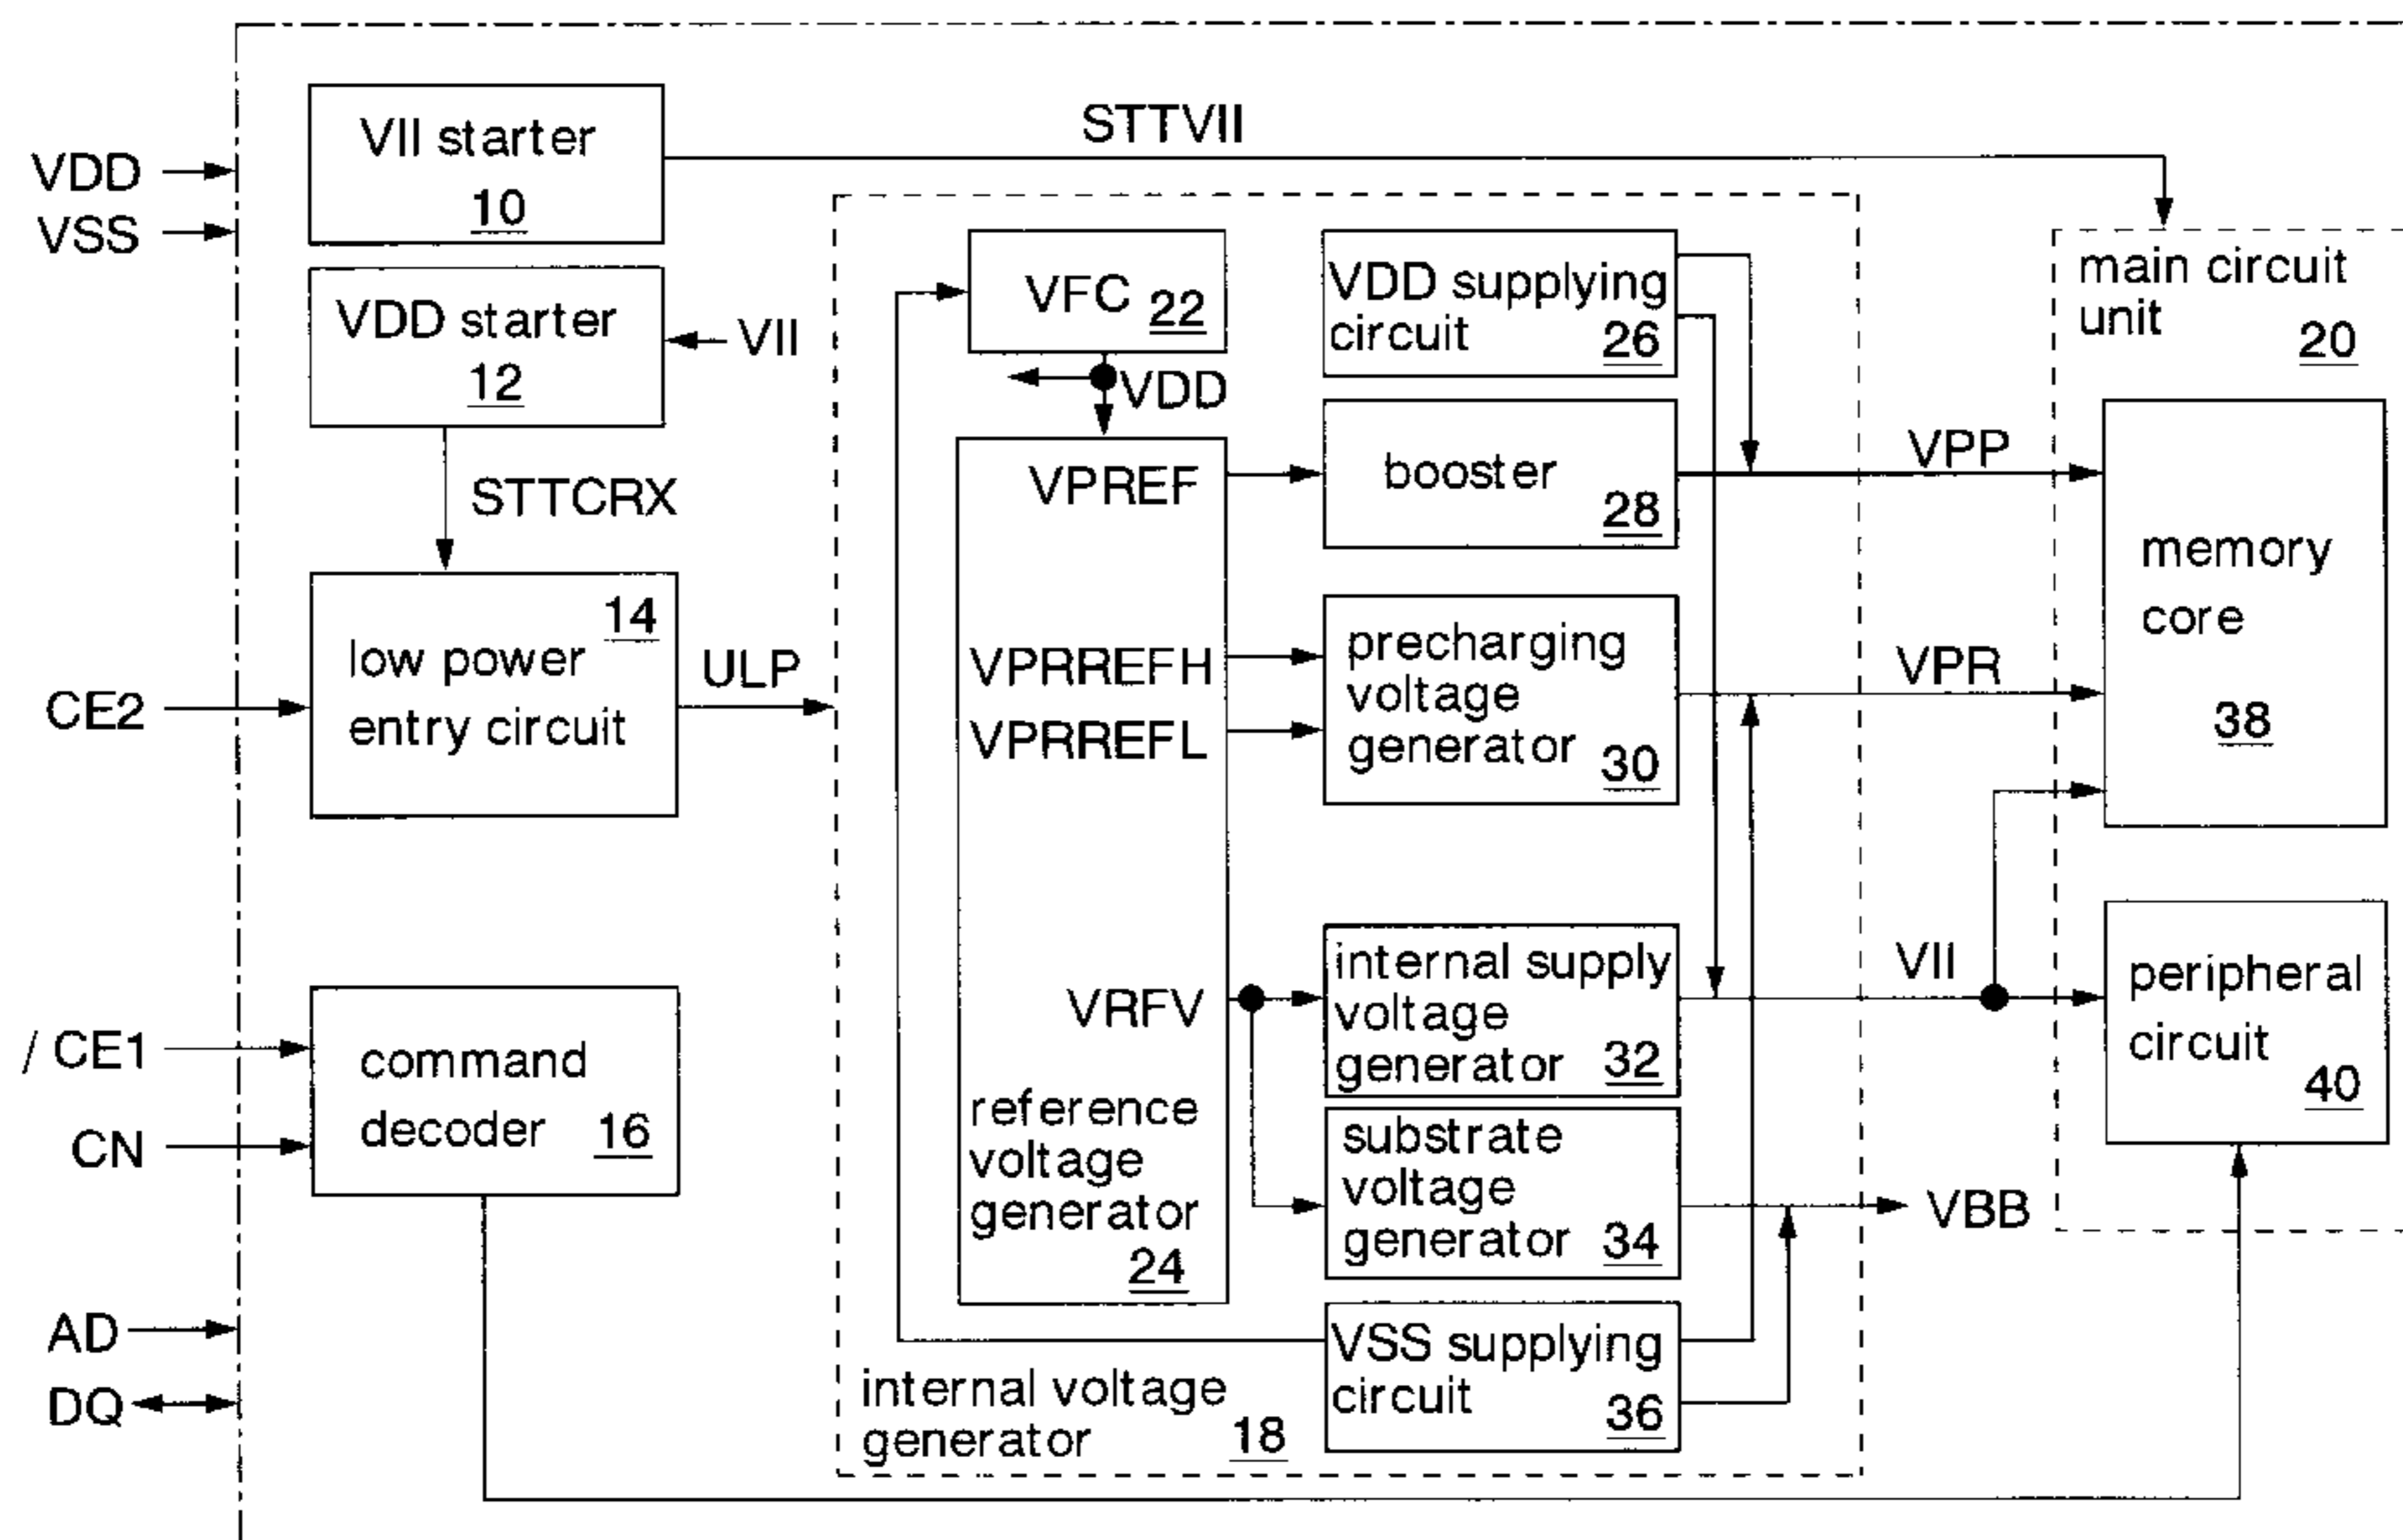 VDD
VSS
VII starter
10
STTVII
VDD starter
12
VII
STTCRX
CE2
14
low power
entry circuit
ULP
/CE1
CN
command
decoder 16
AD
DQ
VFC 22
VDD
VPREF
VPRREFH
VPRREFL
VRFV
reference
voltage
generator
24
VDD supplying
circuit 26
booster
28
precharging
voltage
generator 30
internal supply
voltage
generator 32
substrate
voltage
generator 34
VSS supplying
circuit 36
internal voltage
generator 18
VPP
VPR
VII
VBB
main circuit
unit 20
memory
core
38
peripheral
circuit
40